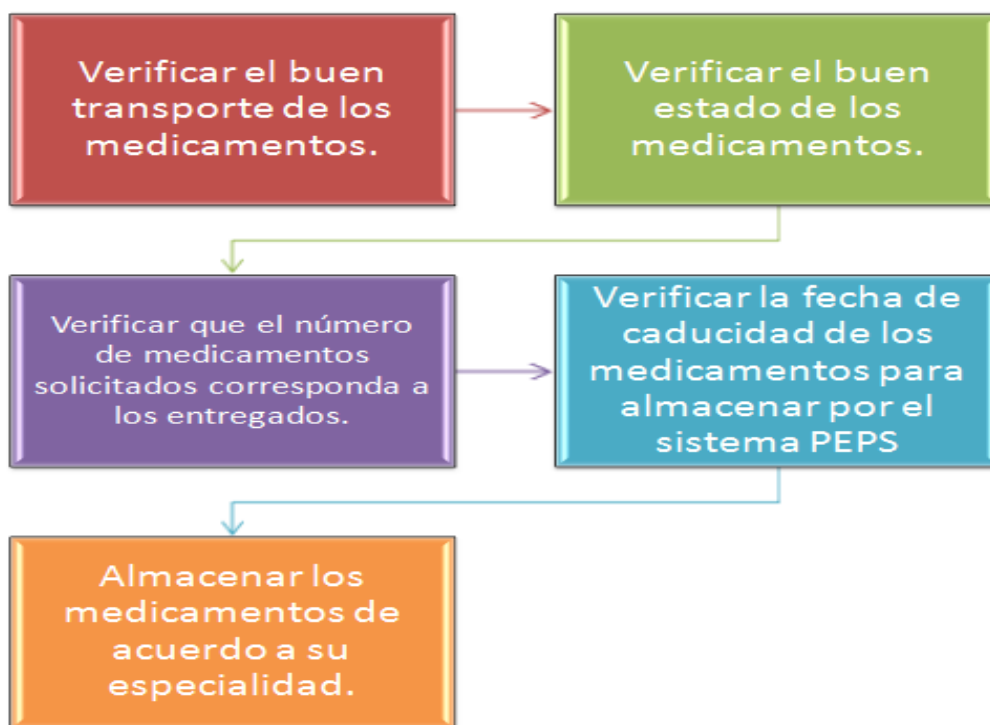 Verificar el buen
transporte de los
medicamentos.
Verificar el buen
estado de los
medicamentos.
Verificar que el número
de medicamentos
solicitados corresponda a
los entregados.
Verificar la fecha de
caducidad de los
medicamentos para
almacenar por el
sistema PEPS
Almacenar los
medicamentos de
acuerdo a su
especialidad.